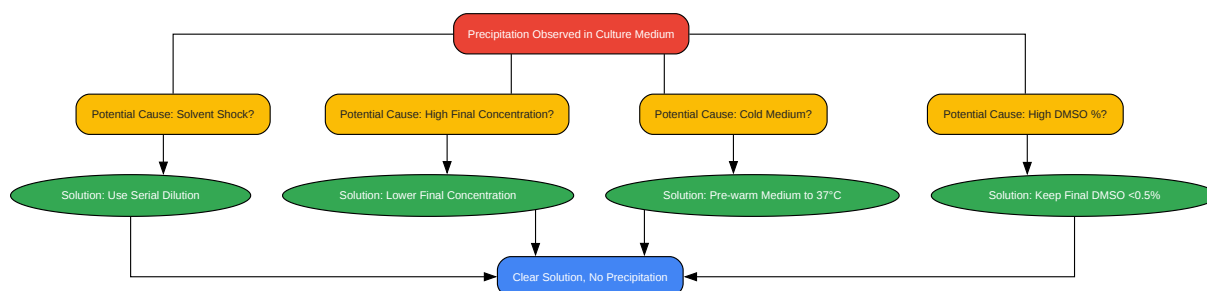 Precipitation Observed in Culture Medium
Potential Cause: Solvent Shock?
Potential Cause: High Final Concentration?
Potential Cause: Cold Medium?
Potential Cause: High DMSO %?
Solution: Use Serial Dilution
Solution: Lower Final Concentration
Solution: Pre-warm Medium to 37°C
Solution: Keep Final DMSO <0.5%
Clear Solution, No Precipitation